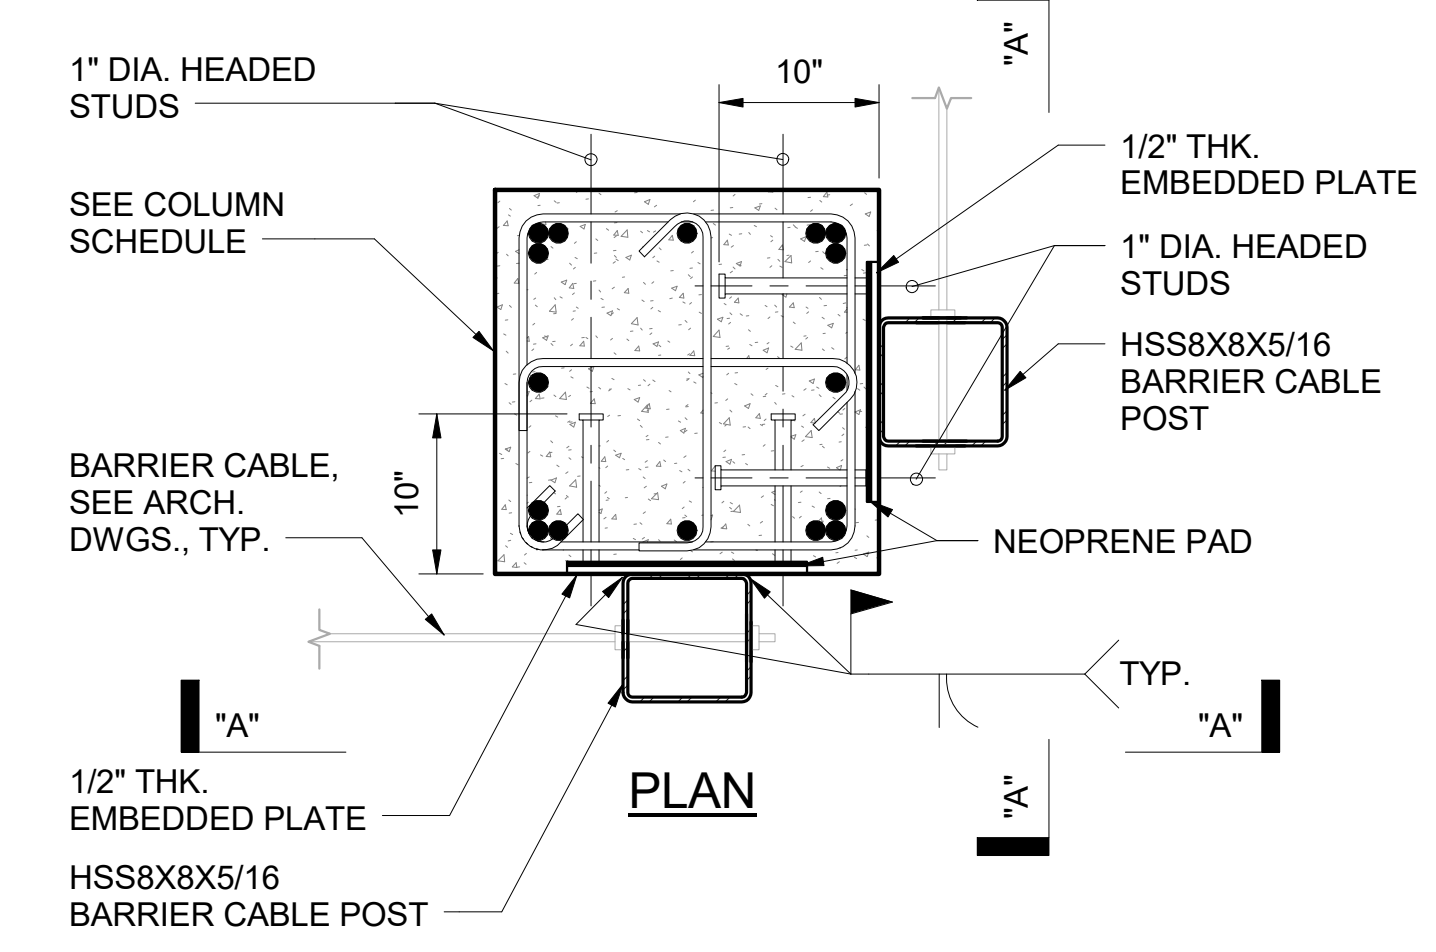 1" DIA. HEADED
STUDS
10"
"A"
1/2" THK.
EMBEDDED PLATE
SEE COLUMN
SCHEDULE
1" DIA. HEADED
STUDS
HSS8X8X5/16
BARRIER CABLE
POST
BARRIER CABLE,
SEE ARCH.
DWGS., TYP.
10"
NEOPRENE PAD
TYP.
"A"
"A"
1/2" THK.
EMBEDDED PLATE
PLAN
"A"
HSS8X8X5/16
BARRIER CABLE POST